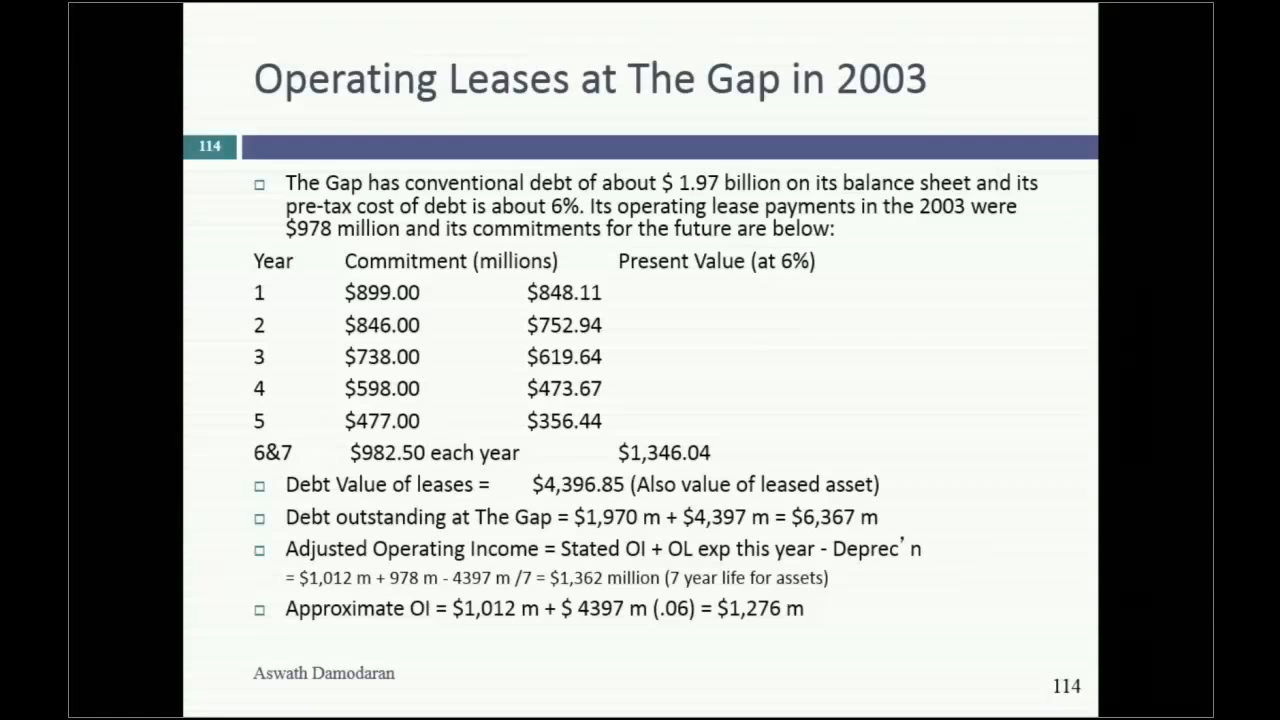 Operating Leases at The Gap in 2003
114
The Gap has conventional debt of about $ 1.97 billion on its balance sheet and its
pre-tax cost of debt is about 6%. Its operating lease payments in the 2003 were
$978 million and its commitments for the future are below:
Year Commitment (millions) Present Value (at 6%)
1 $899.00 $848.11
2 $846.00 $752.94
3 $738.00 $619.64
4 $598.00 $473.67
5 $477.00 $356.44
6&7 $982.50 each year $1,346.04
Debt Value of leases = $4,396.85 (Also value of leased asset)
Debt outstanding at The Gap = $1,970 m + $4,397 m = $6,367 m
Adjusted Operating Income = Stated OI + OL exp this year - Deprec’n
= $1,012 m + 978 m - 4397 m /7 = $1,362 million (7 year life for assets)
Approximate OI = $1,012 m + $ 4397 m (.06) = $1,276 m
Aswath Damodaran
114